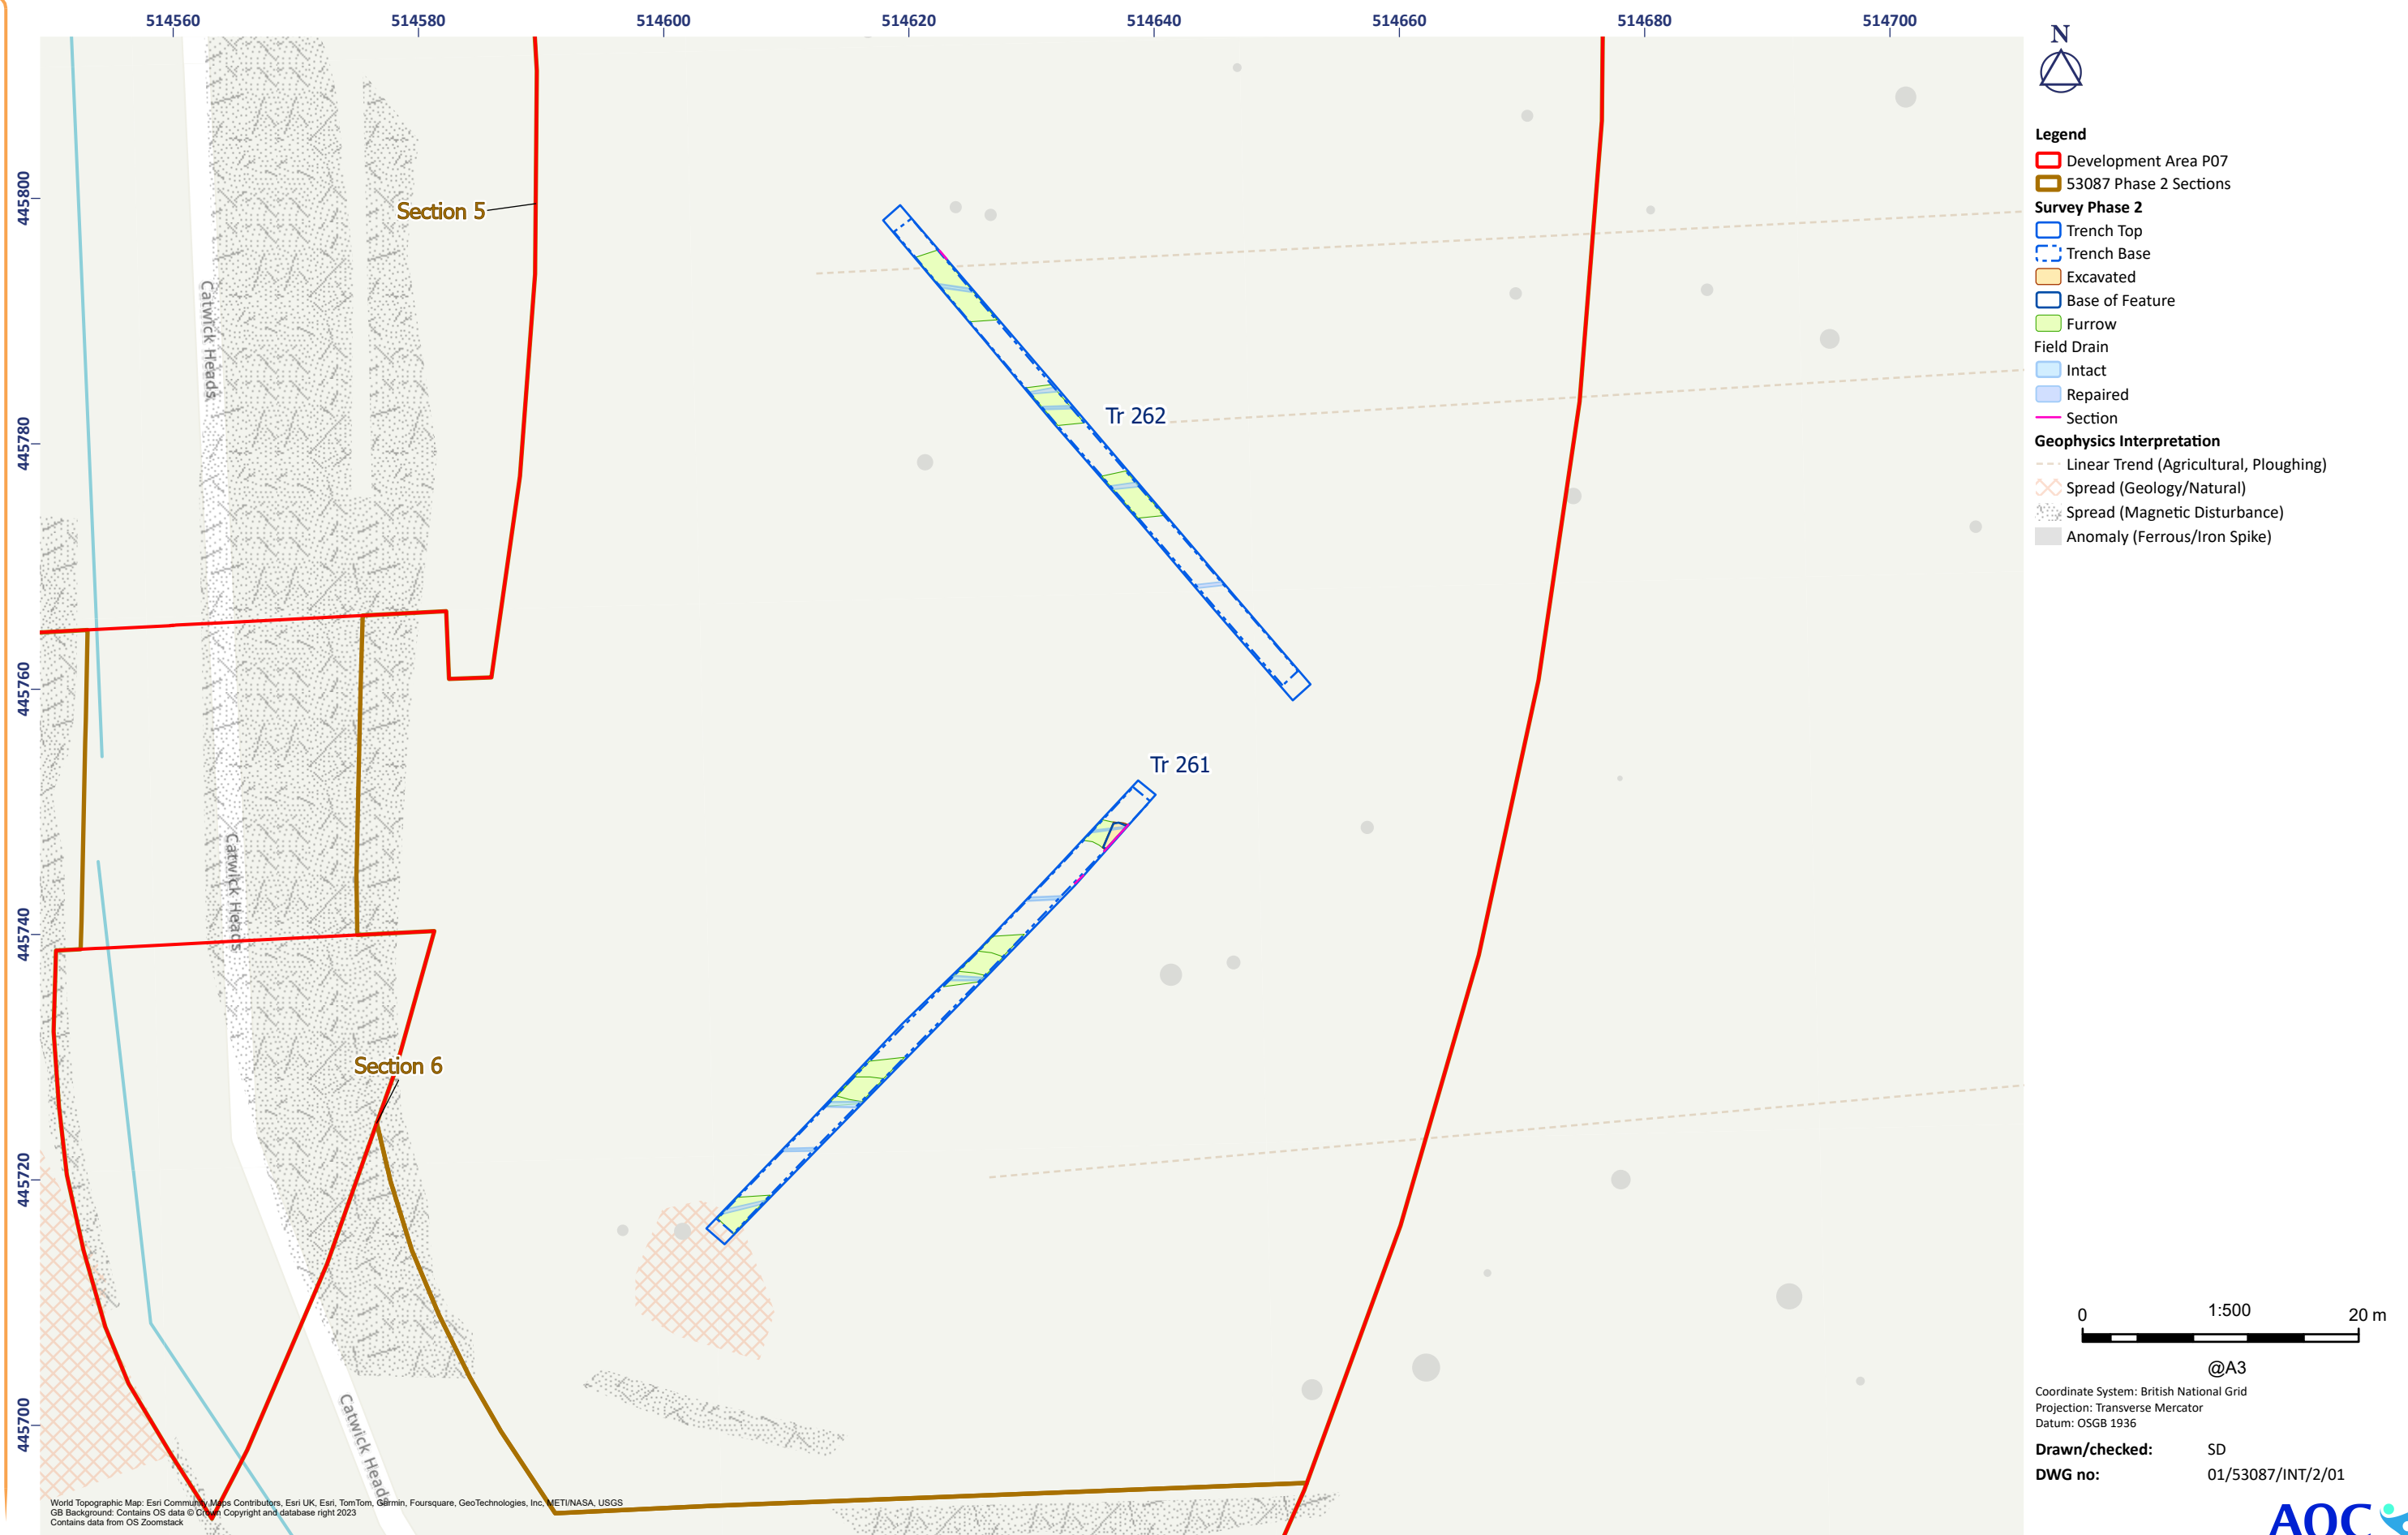 514560 514580 514600 514620 514640 514660 514680 514700
445800
445780
445760
445740
445720
445700
Section 5
Catwick Heads
Tr 262
Tr 261
Catwick Heads
Section 6
Catwick Heads
World Topographic Map: Esri Community Maps Contributors, Esri UK, Esri, TomTom, Garmin, Foursquare, GeoTechnologies, Inc, METI/NASA, USGS
GB Background: Contains OS data © Crown Copyright and database right 2023
Contains data from OS Zoomstack
N
Legend
Development Area P07
53087 Phase 2 Sections
Survey Phase 2
Trench Top
Trench Base
Excavated
Base of Feature
Furrow
Field Drain
Intact
Repaired
Section
Geophysics Interpretation
Linear Trend (Agricultural, Ploughing)
Spread (Geology/Natural)
Spread (Magnetic Disturbance)
Anomaly (Ferrous/Iron Spike)
0 1:500 20 m
@A3
Coordinate System: British National Grid
Projection: Transverse Mercator
Datum: OSGB 1936
Drawn/checked: SD
DWG no: 01/53087/INT/2/01
AOC